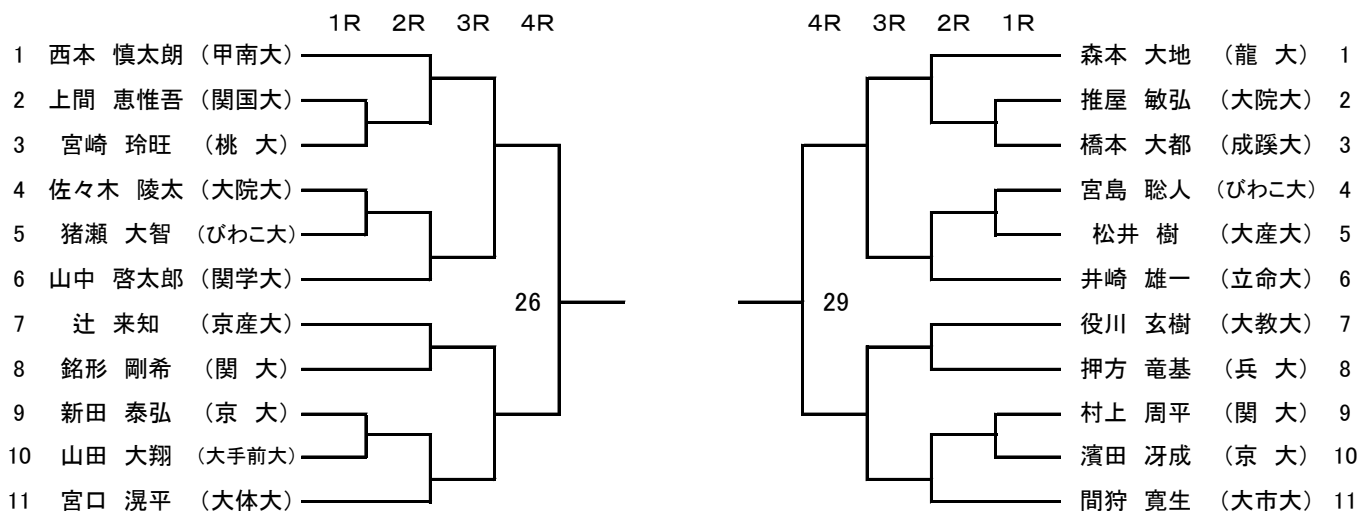 1R 2R 3R 4R
4R 3R 2R 1R
1 西本 慎太朗 (甲南大)
2 上間 恵惟吾 (関国大)
3 宮崎 玲旺 (桃 大)
4 佐々木 陵太 (大院大)
5 猪瀬 大智 (びわこ大)
6 山中 啓太郎 (関学大)
26
7 辻 来知 (京産大)
8 銘形 剛希 (関 大)
9 新田 泰弘 (京 大)
10 山田 大翔 (大手前大)
11 宮口 滉平 (大体大)
森本 大地 (龍 大) 1
推屋 敏弘 (大院大) 2
橋本 大都 (成蹊大) 3
宮島 聡人 (びわこ大) 4
松井 樹 (大産大) 5
井崎 雄一 (立命大) 6
29
役川 玄樹 (大教大) 7
押方 竜基 (兵 大) 8
村上 周平 (関 大) 9
濱田 冴成 (京 大) 10
間狩 寛生 (大市大) 11